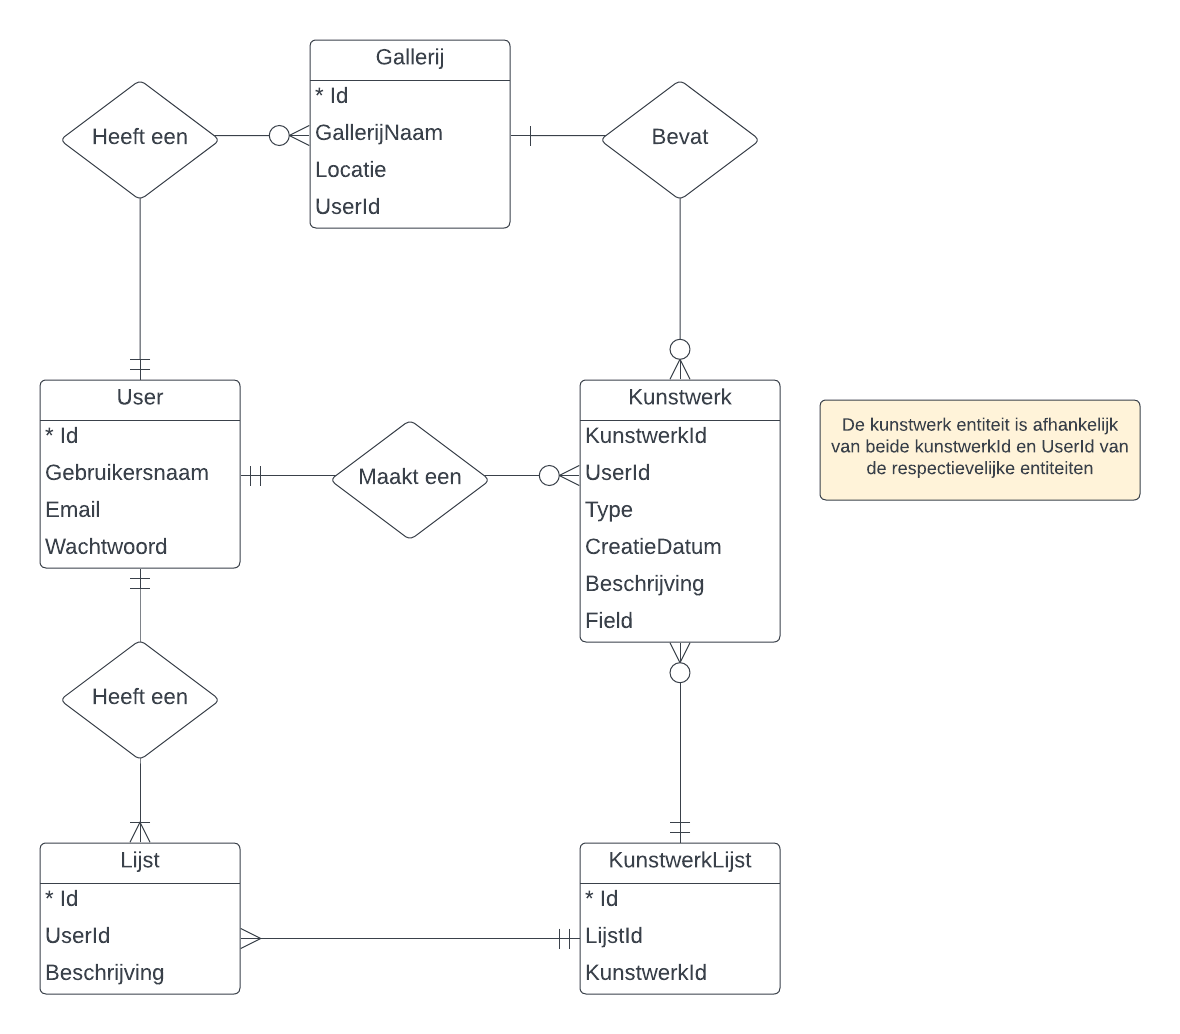 Gallerij
* Id
GallerijNaam
Locatie
UserId
Heeft een
Bevat
User
* Id
Gebruikersnaam
Email
Wachtwoord
Maakt een
Kunstwerk
KunstwerkId
UserId
Type
CreatieDatum
Beschrijving
Field
De kunstwerk entiteit is afhankelijk
van beide kunstwerkId en UserId van
de respectievelijke entiteiten
Heeft een
Lijst
* Id
UserId
Beschrijving
KunstwerkLijst
* Id
LijstId
KunstwerkId